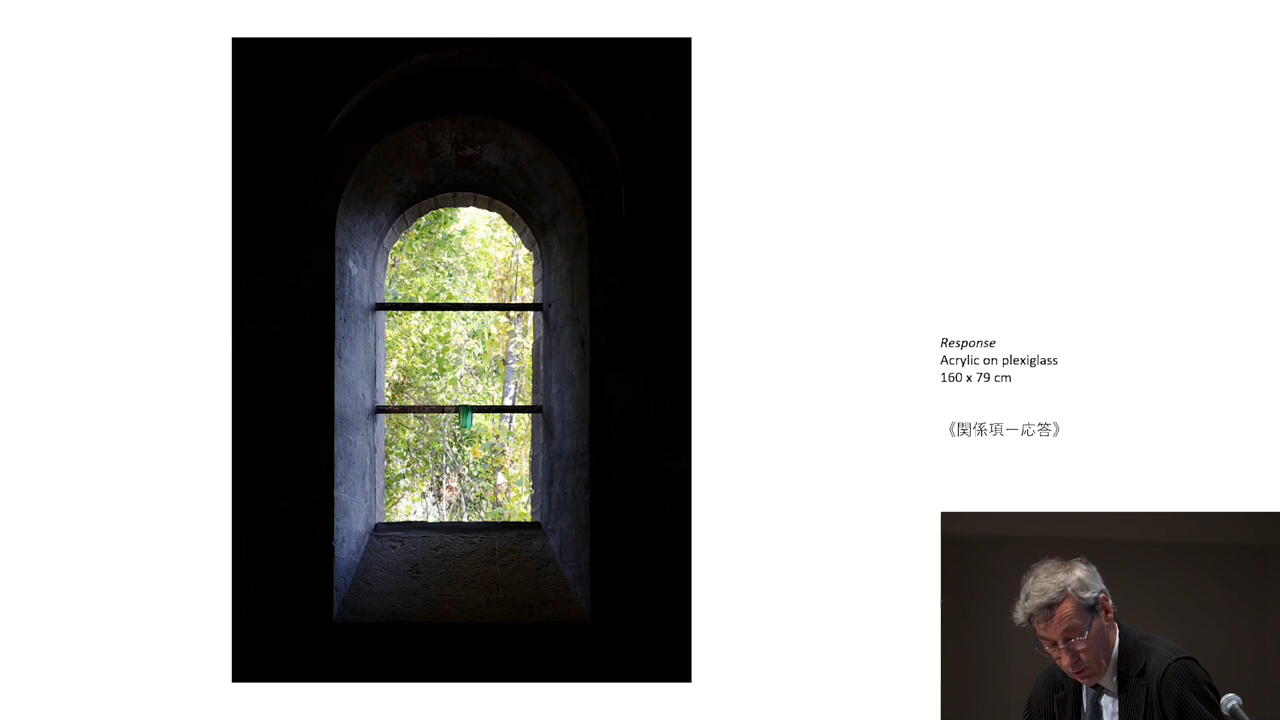 Response
Acrylic on plexiglass
160 x 79 cm
《関係項ー応答》